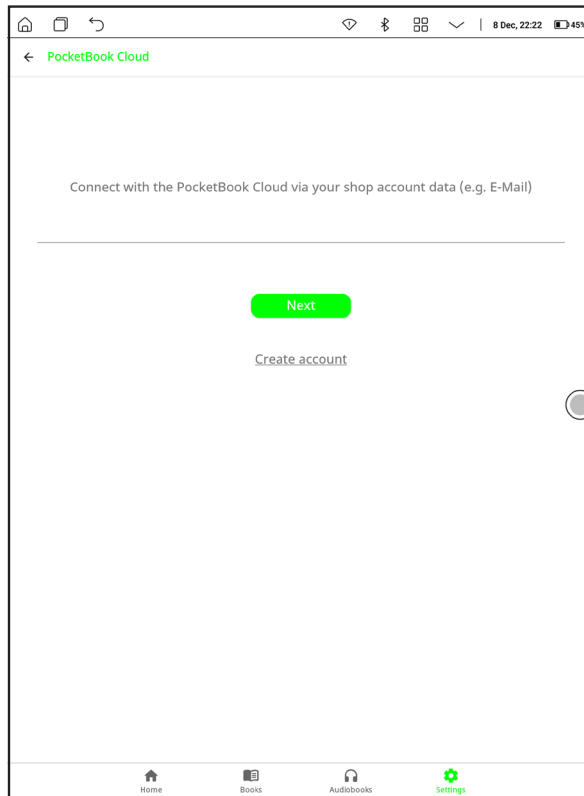 8 Dec, 22:22 45%
PocketBook Cloud
Connect with the PocketBook Cloud via your shop account data (e.g. E-Mail)
Next
Create account
Home Books Audiobooks Settings